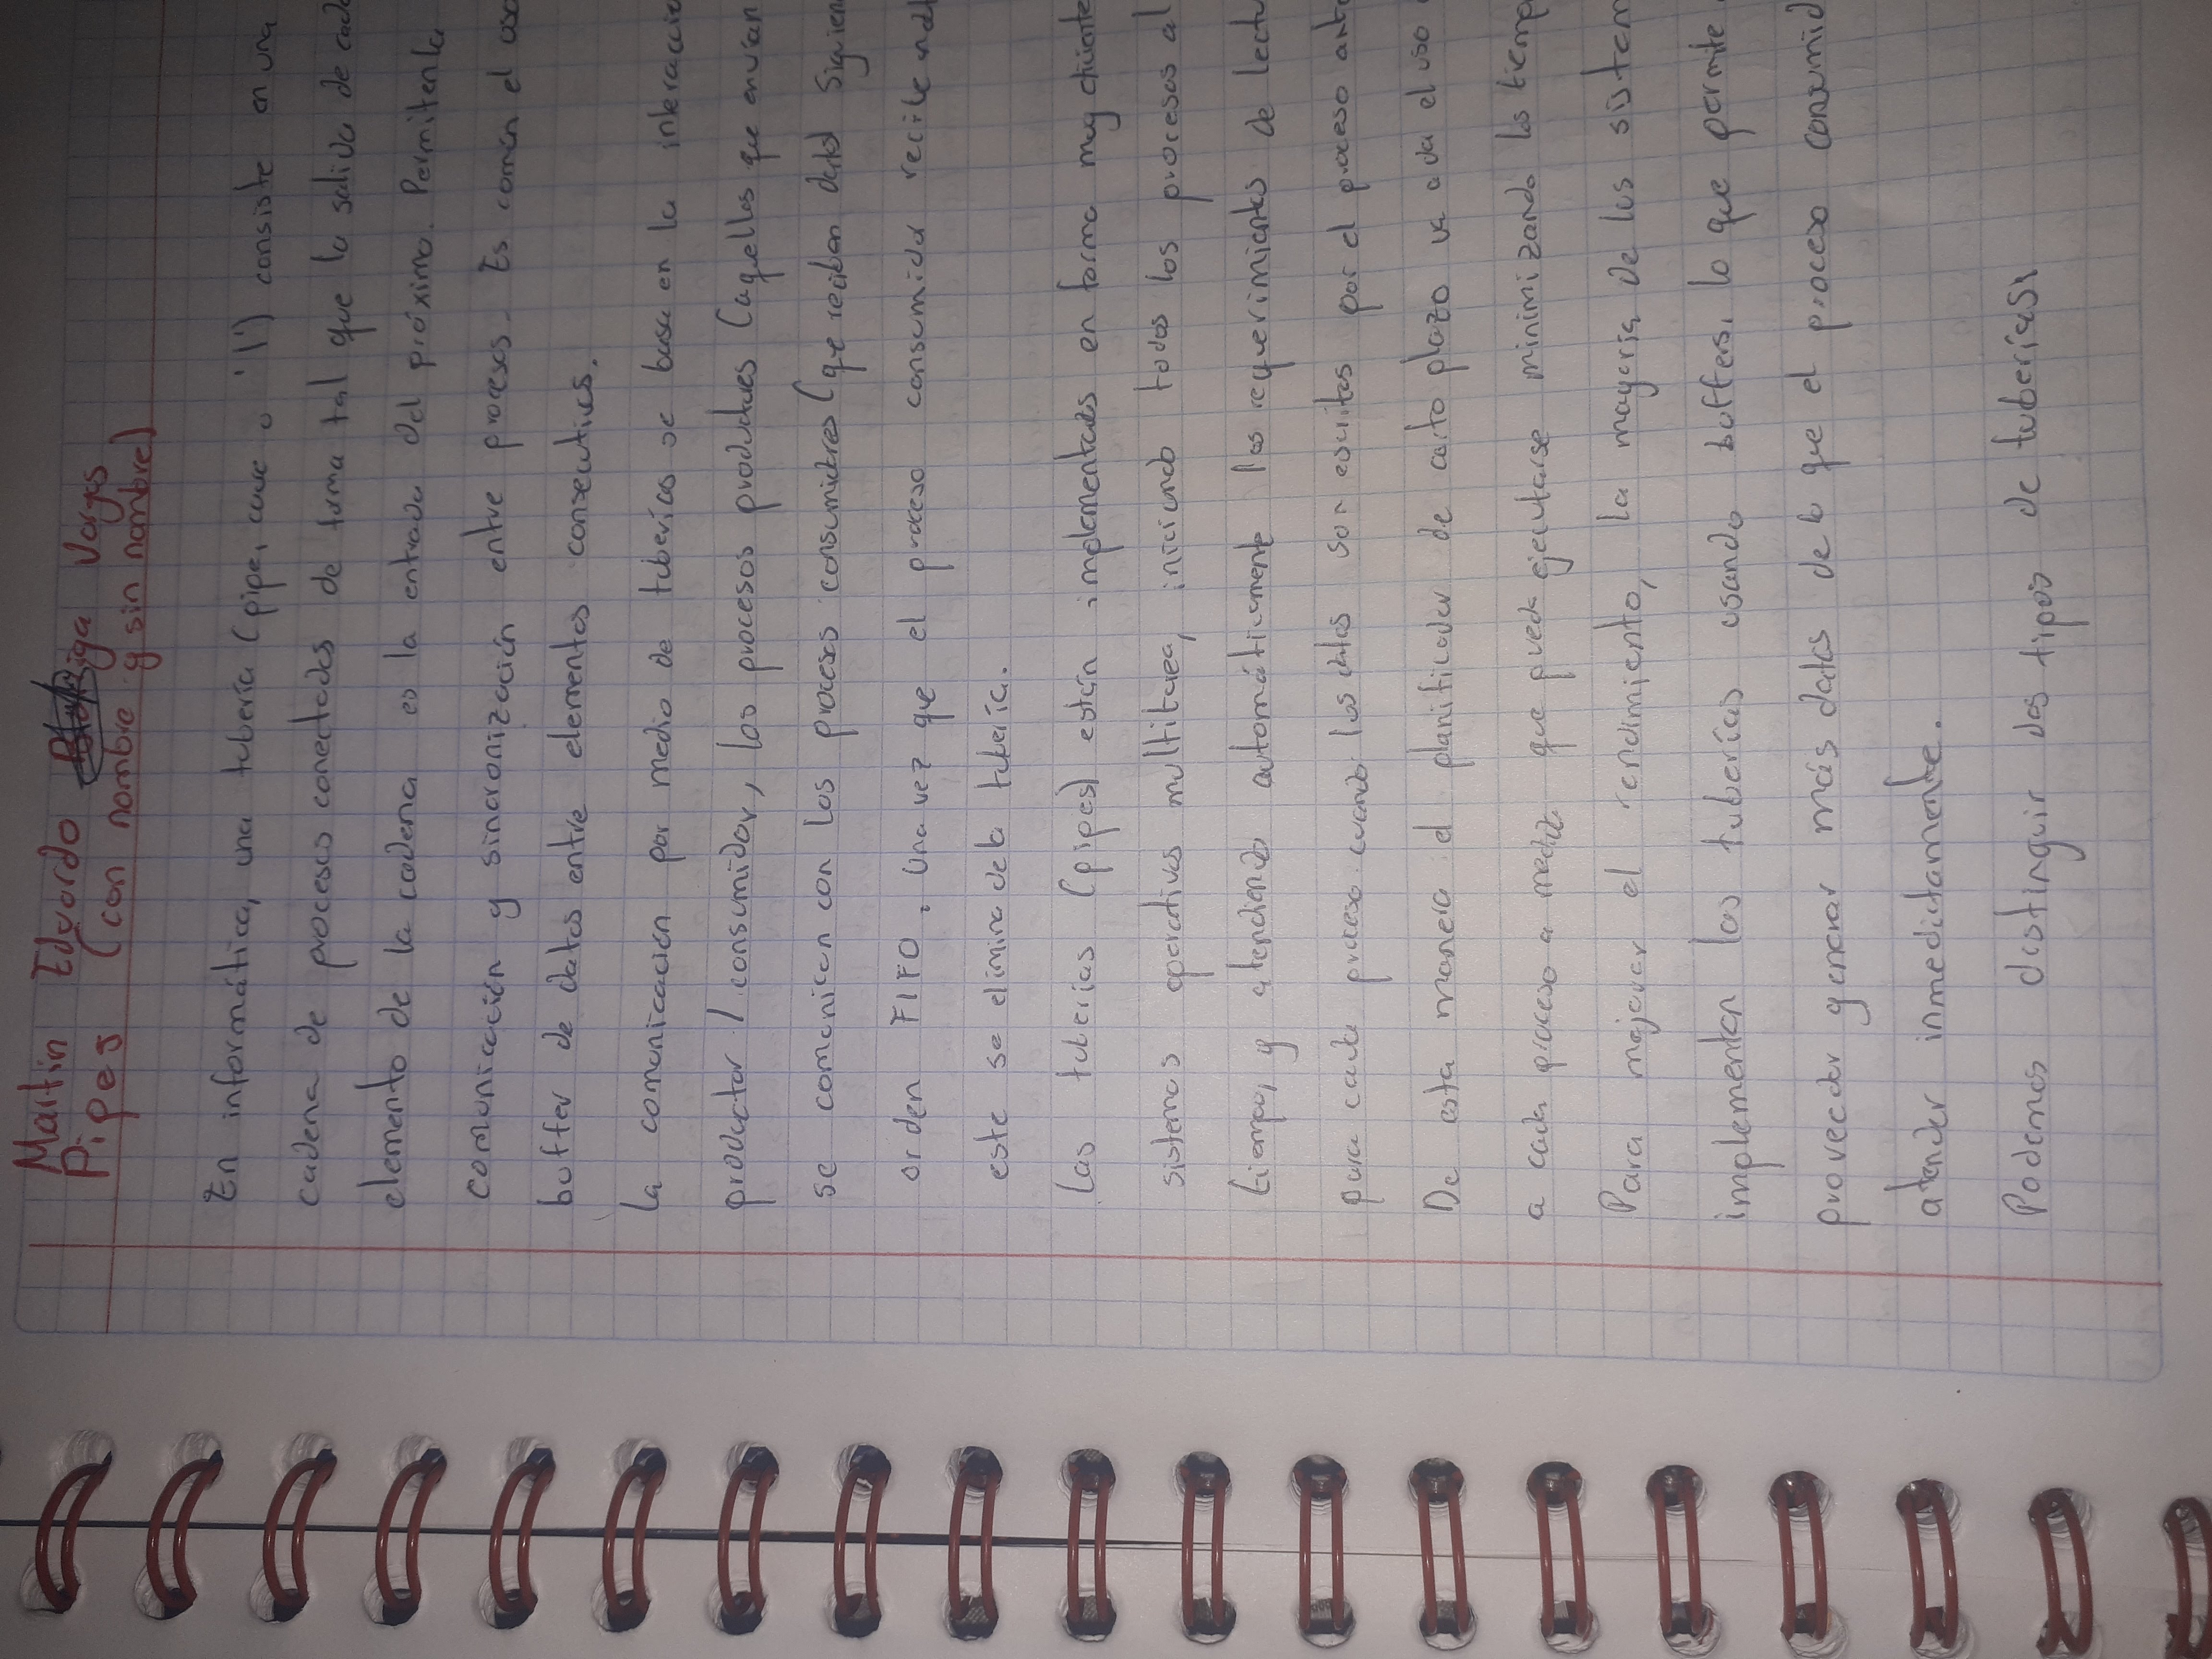 Martin Eduardo Vargas
Pipes (con nombre y sin nombre)
En informática, una tubería (pipe, o '|') consiste en una
cadena de procesos conectados de forma tal que la salida de cada
elemento de la cadena es la entrada del próximo. Permiten la
comunicación y sincronización entre procesos. Es común el uso
buffer de datos entre elementos consecutivos.
La comunicación por medio de tuberías se basa en la interacció
productor / consumidor, los procesos productores (aquellos que envían
se comunican con los procesos consumidores (que reciben datos) siguien
orden FIFO. Una vez que el proceso consumidor recibe
este se elimina de la tubería.
Las tuberías (pipes) están implementadas en forma muy eficiente
sistemas operativos multitarea, iniciando todos los procesos al
tiempo, y atendiendo automáticamente los requerimientos de lectu
para cada proceso cuando los datos son escritos por el proceso ante
De esta manera el planificador de corto plazo va a dar el uso
a cada proceso a medida que pueda ejecutarse minimizando los tiemp
Para mejorar el rendimiento, la mayoría de los sistem
implementan las tuberías usando buffers, lo que permite
proveedor generar más datos de lo que el proceso consumid
atender inmediatamente.
Podemos distinguir dos tipos de tuberías: